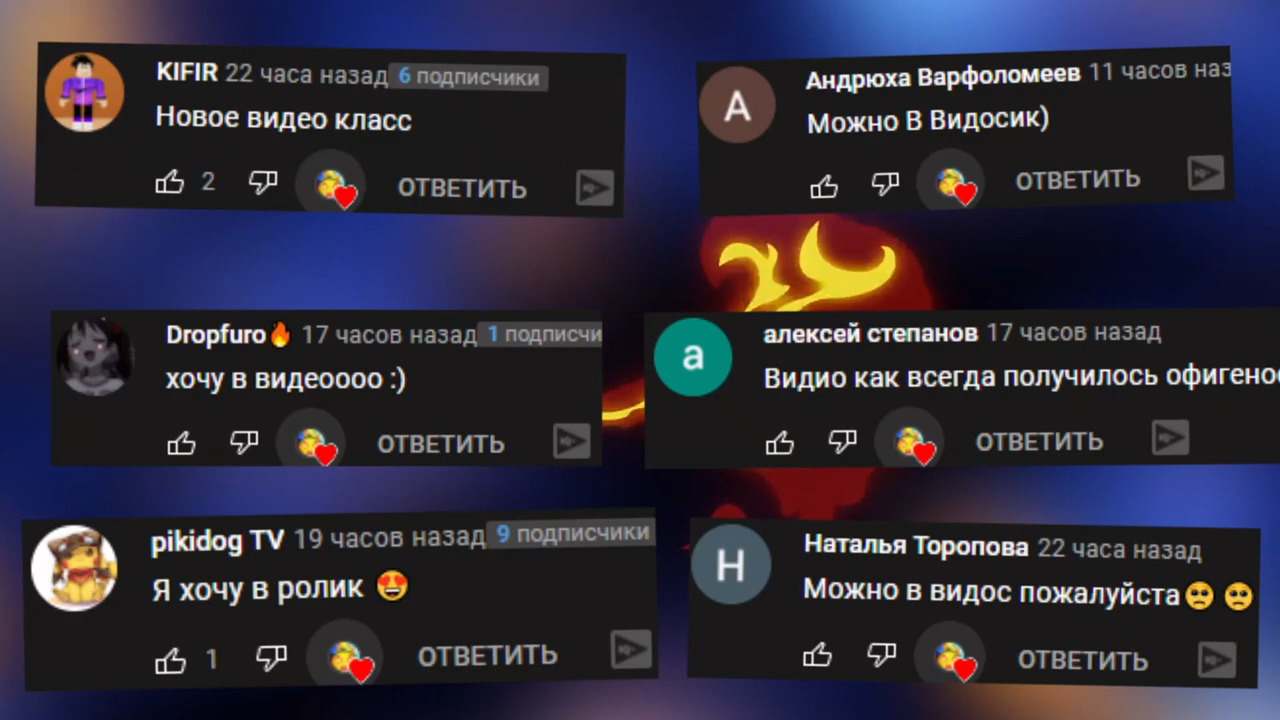 KIFIR 22 часа назад 6 подписчики
Новое видео класс
2 ОТВЕТИТЬ
Андрюха Варфоломеев 11 часов наз
Можно В Видосик)
ОТВЕТИТЬ
Dropfuro🔥 17 часов назад 1 подписчи
хочу в видеоооо :)
ОТВЕТИТЬ
алексей степанов 17 часов назад
Видио как всегда получилось офигено
ОТВЕТИТЬ
pikidog TV 19 часов назад 9 подписчики
Я хочу в ролик 😍
1 ОТВЕТИТЬ
Наталья Торопова 22 часа назад
Можно в видос пожалуйста🥺 🥺
ОТВЕТИТЬ